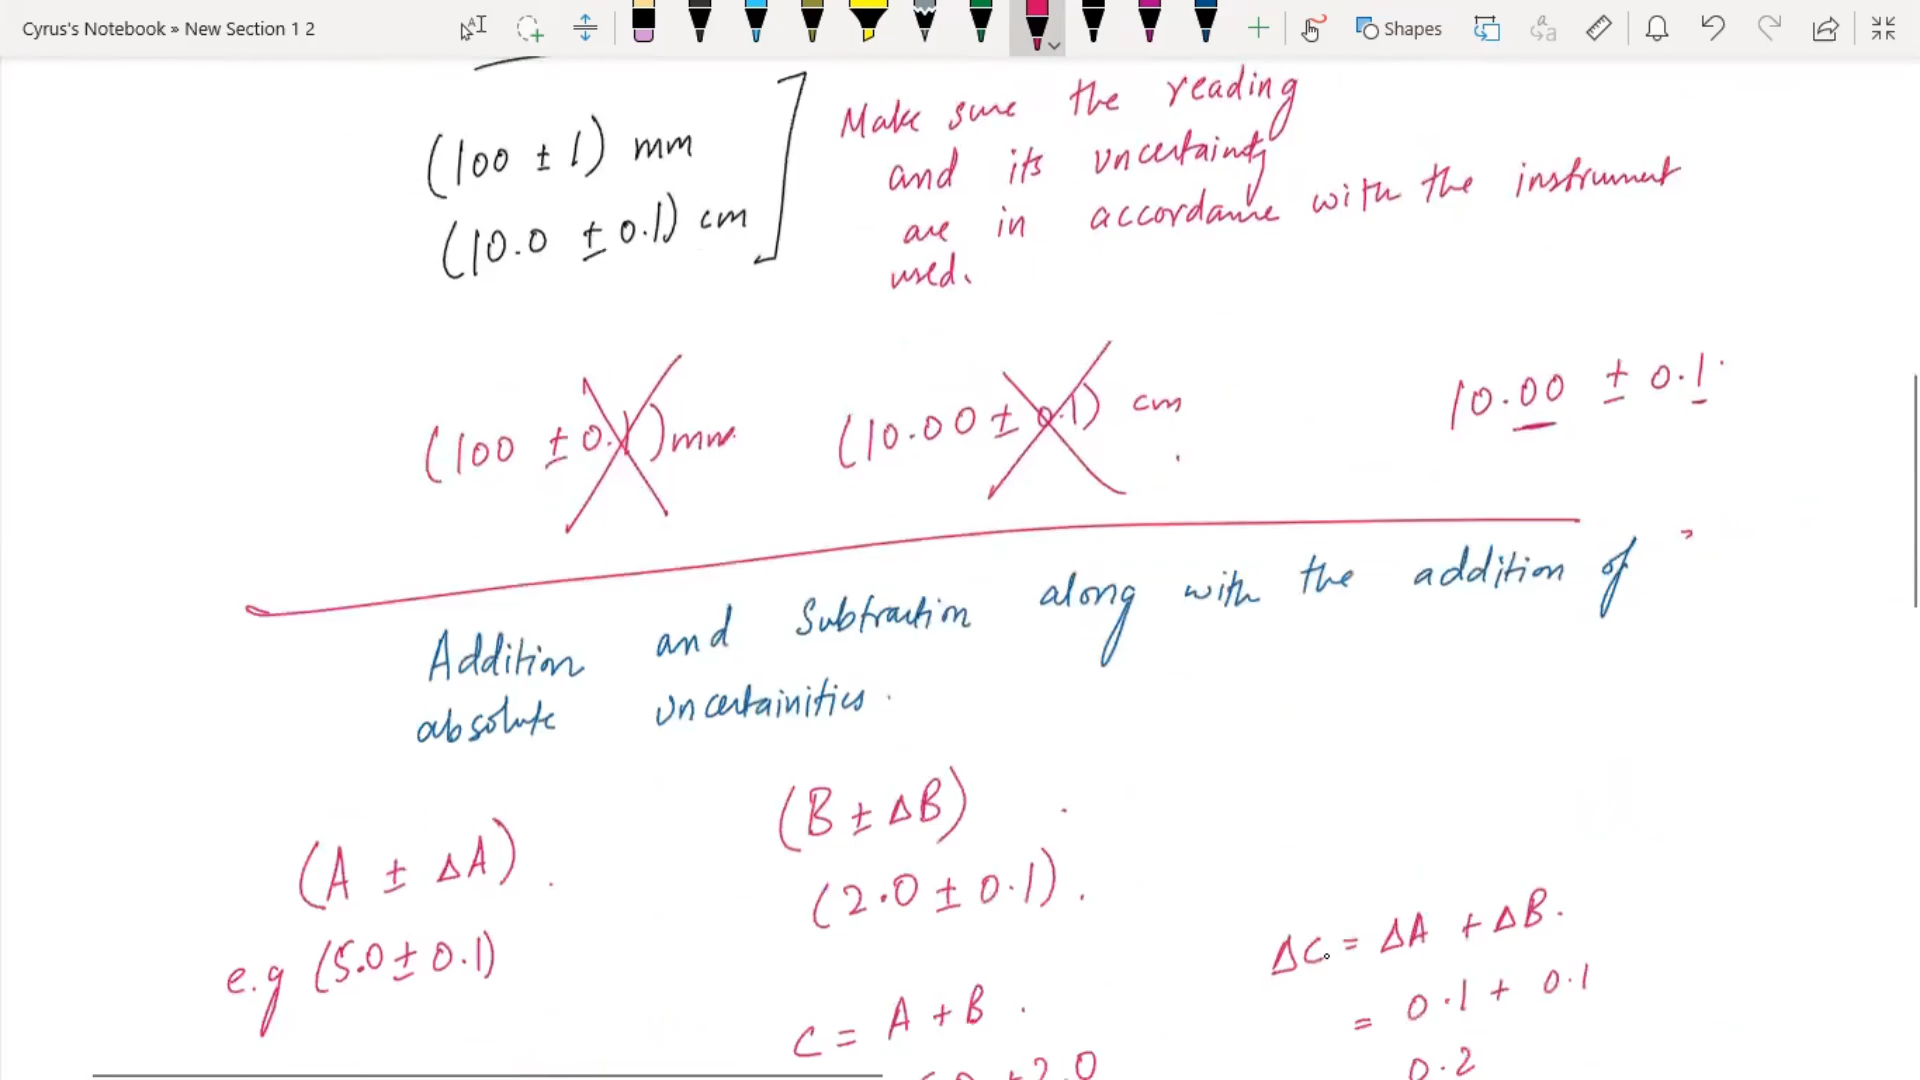 Cyrus's Notebook » New Section 1 2
Shapes
(100 ± 1) mm
(10.0 ± 0.1) cm
Make sure the reading
and its uncertainty
are in accordance with the instrument
used.
(100 ± 0.1) mm
(10.00 ± 0.1) cm
10.00 ± 0.1
Addition and Subtraction along with the addition of
absolute uncertainities.
(A ± ΔA).
(B ± ΔB)
e.g (5.0 ± 0.1)
(2.0 ± 0.1).
C = A + B.
ΔC = ΔA + ΔB.
= 0.1 + 0.1
0.2